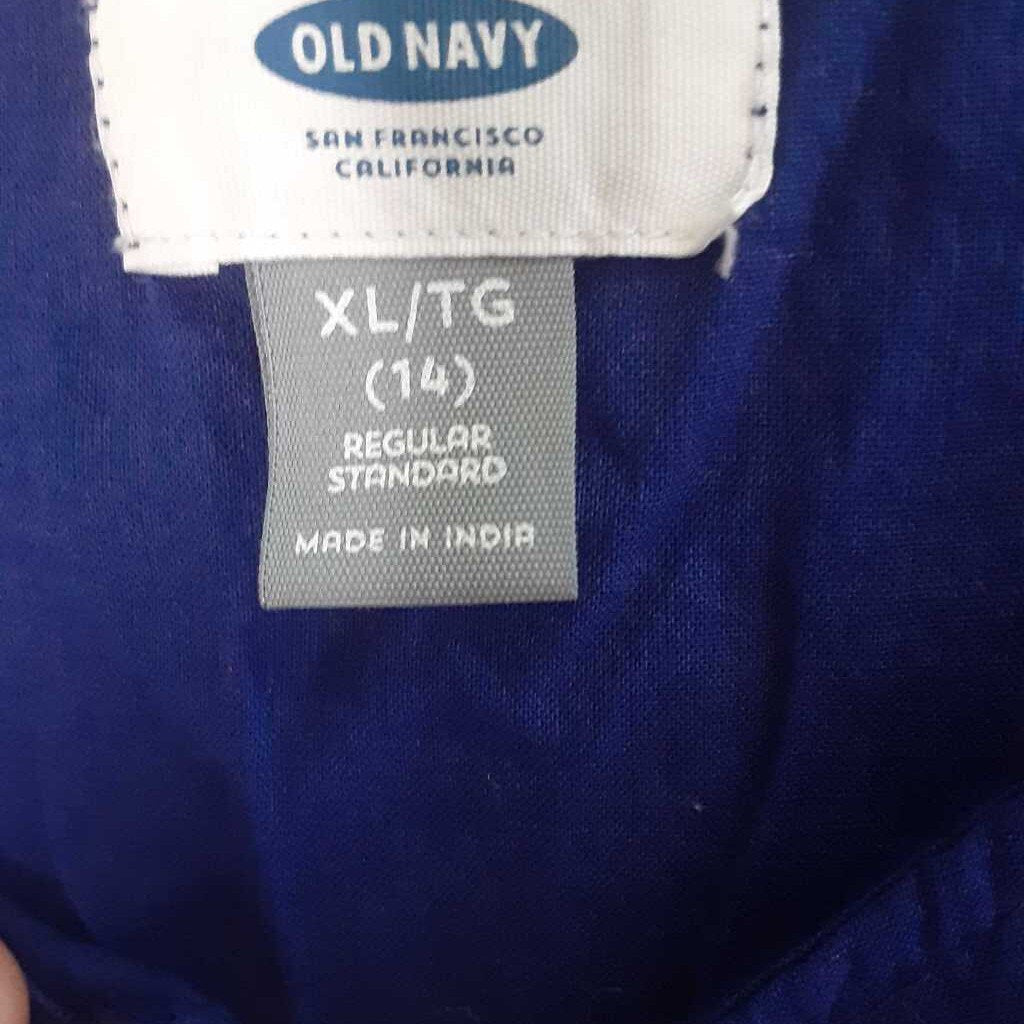 OLD NAVY
SAN FRANCISCO
CALIFORNIA
XL/TG
(14)
REGULAR
STANDARD
MADE IN INDIA